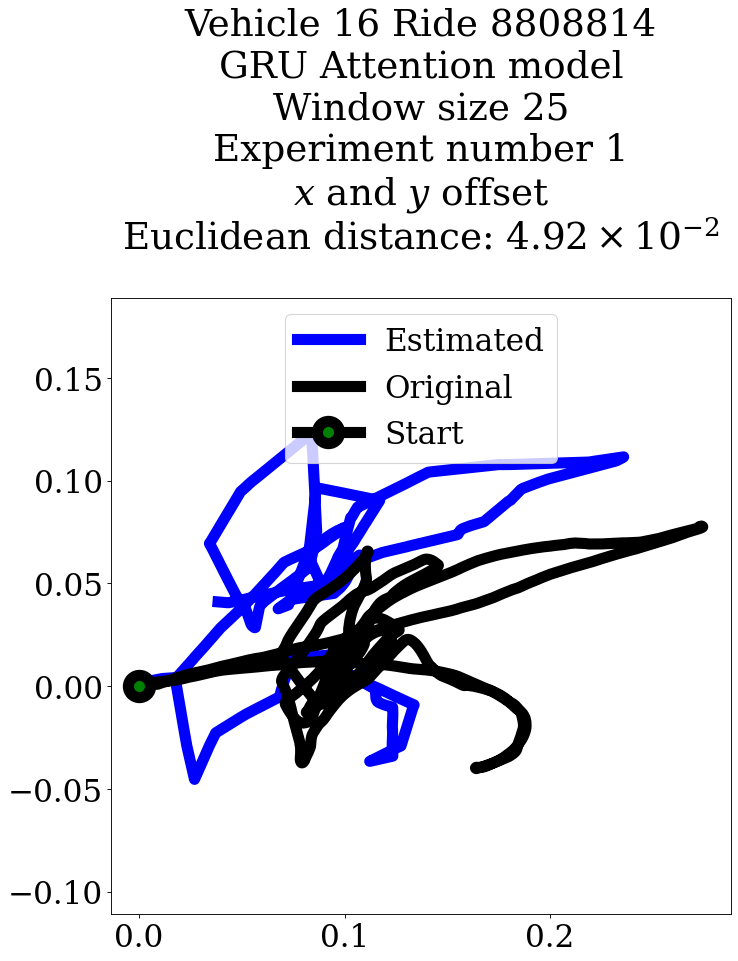 Vehicle 16 Ride 8808814
GRU Attention model
Window size 25
Experiment number 1
x and y offset
Euclidean distance: 4.92 × 10⁻²
Estimated
Original
Start
0.15
0.10
0.05
0.00
−0.05
−0.10
0.0 0.1 0.2